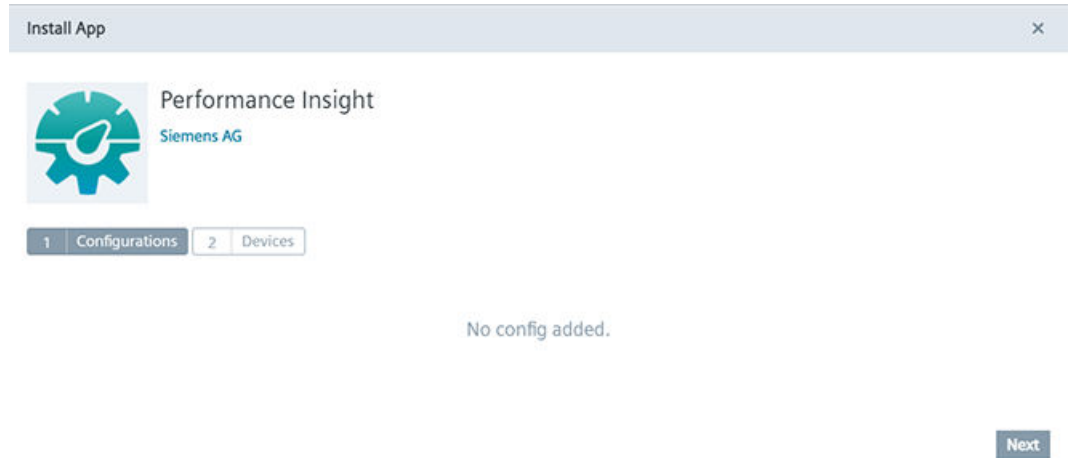 Install App
×
Performance Insight
Siemens AG
1 Configurations 2 Devices
No config added.
Next